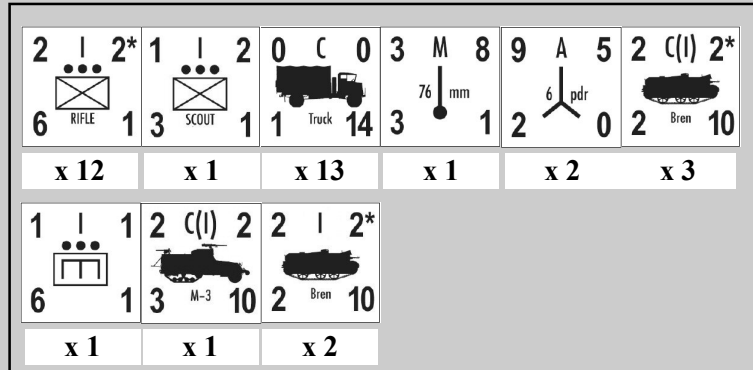 2 I 2* 1 I 2 0 C 0 3 M 8 9 A 5 2 C(I) 2*
76 mm 6 pdr
RIFLE SCOUT Truck Bren
6 1 3 1 1 14 3 1 2 0 2 10
x 12 x 1 x 13 x 1 x 2 x 3
1 I 1 2 C(I) 2 2 I 2*
M-3 Bren
6 1 3 10 2 10
x 1 x 1 x 2